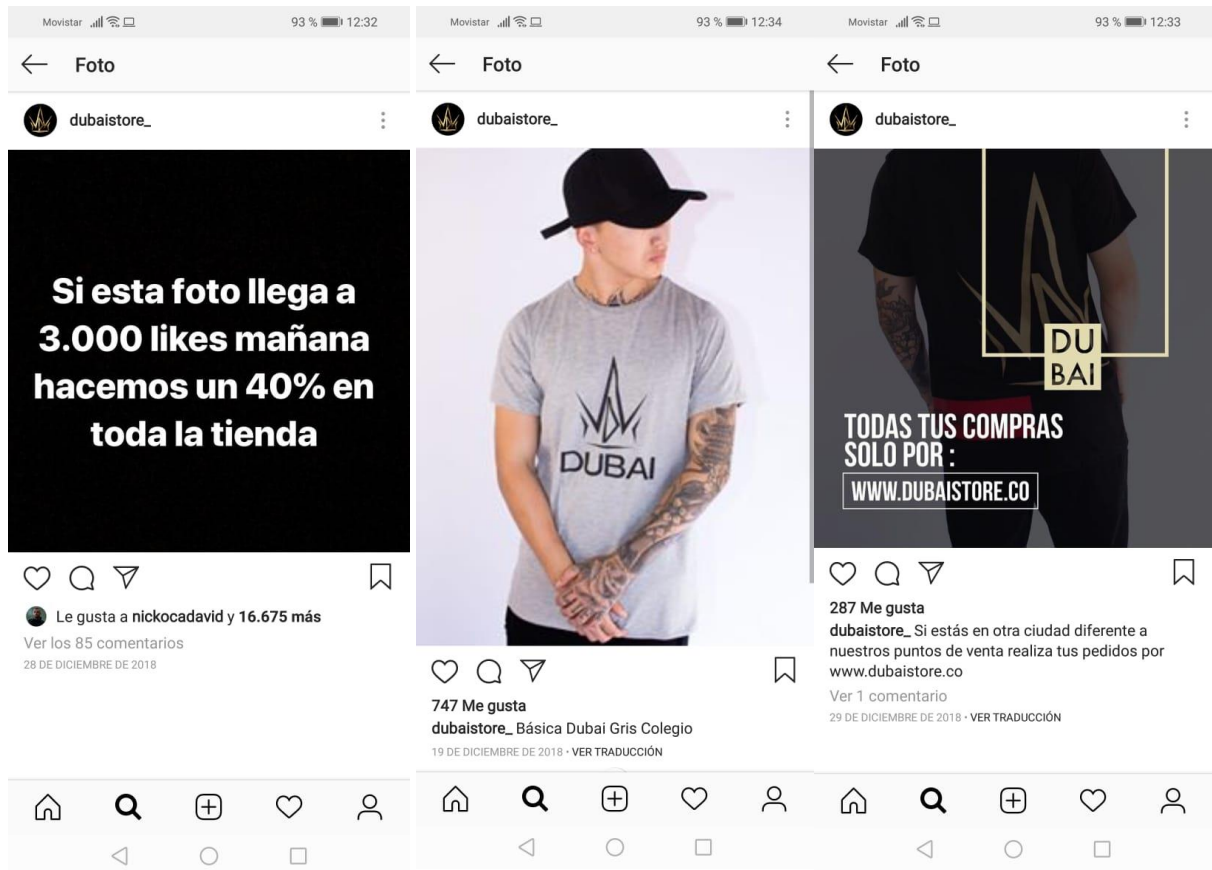 Movistar 93 % 12:32
Foto
dubaistore_
Si esta foto llega a
3.000 likes mañana
hacemos un 40% en
toda la tienda
Le gusta a nickocadavid y 16.675 más
Ver los 85 comentarios
28 DE DICIEMBRE DE 2018
Movistar 93 % 12:34
Foto
dubaistore_
DUBAI
747 Me gusta
dubaistore_ Básica Dubai Gris Colegio
19 DE DICIEMBRE DE 2018 • VER TRADUCCIÓN
Movistar 93 % 12:33
Foto
dubaistore_
DU
BAI
TODAS TUS COMPRAS
SOLO POR :
WWW.DUBAISTORE.CO
287 Me gusta
dubaistore_ Si estás en otra ciudad diferente a
nuestros puntos de venta realiza tus pedidos por
www.dubaistore.co
Ver 1 comentario
29 DE DICIEMBRE DE 2018 • VER TRADUCCIÓN